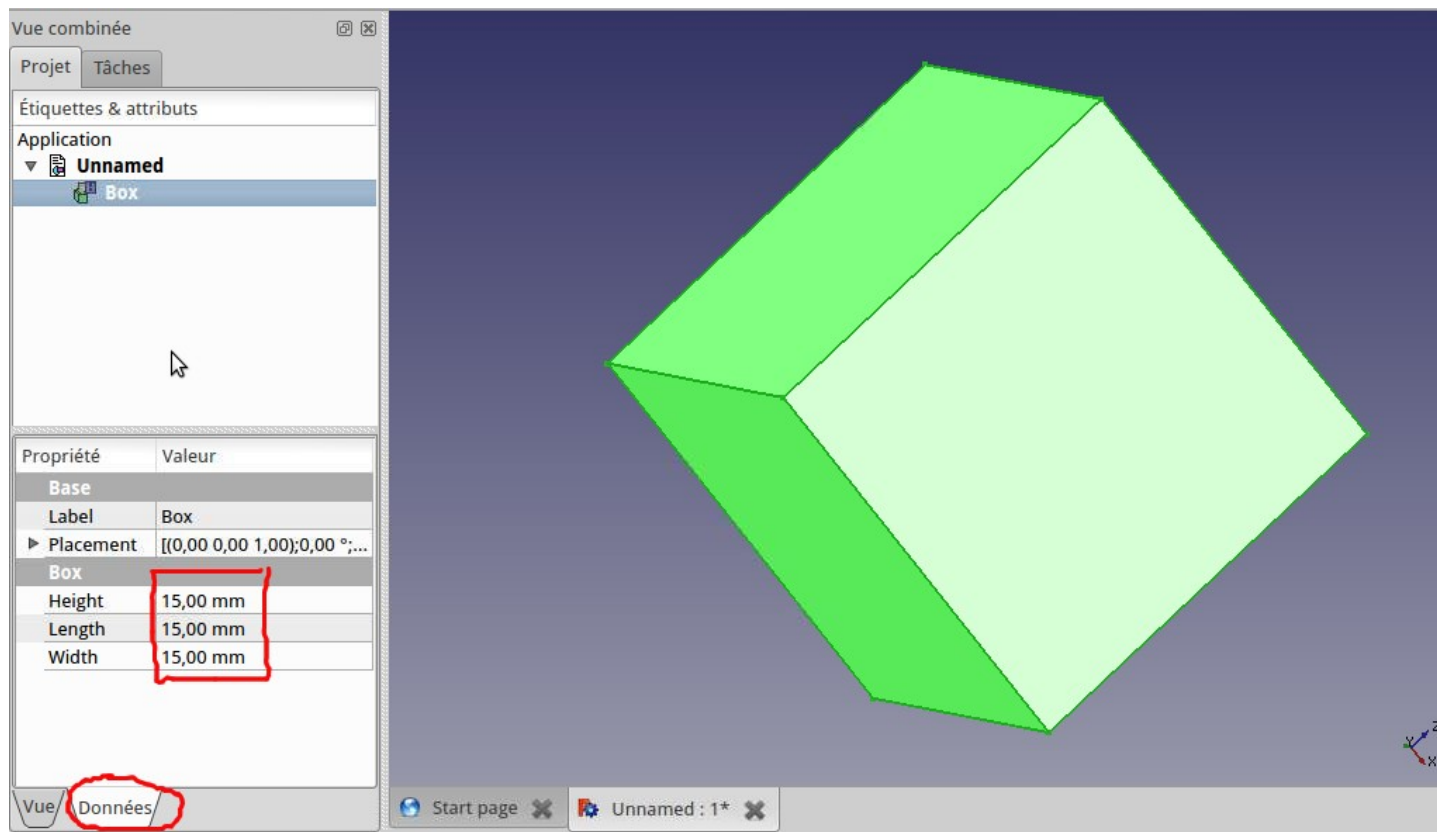 Vue combinée
Projet Tâches
Étiquettes & attributs
Application
Unnamed
Box
Propriété Valeur
Base
Label Box
Placement [(0,00 0,00 1,00);0,00 °;...
Box
Height 15,00 mm
Length 15,00 mm
Width 15,00 mm
Vue Données
Start page Unnamed : 1*
Y Z
X